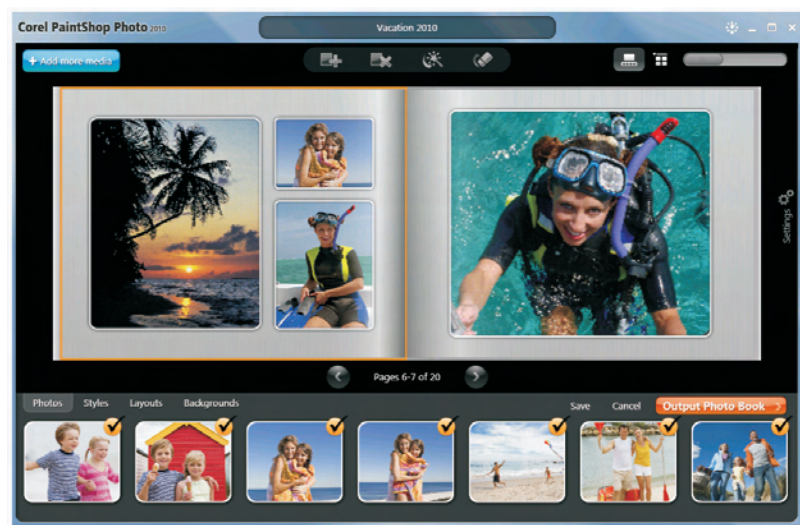 Corel PaintShop Photo 2010
Vacation 2010
+ Add more media
Settings
Pages 6-7 of 20
Photos
Styles
Layouts
Backgrounds
Save
Cancel
Output Photo Book